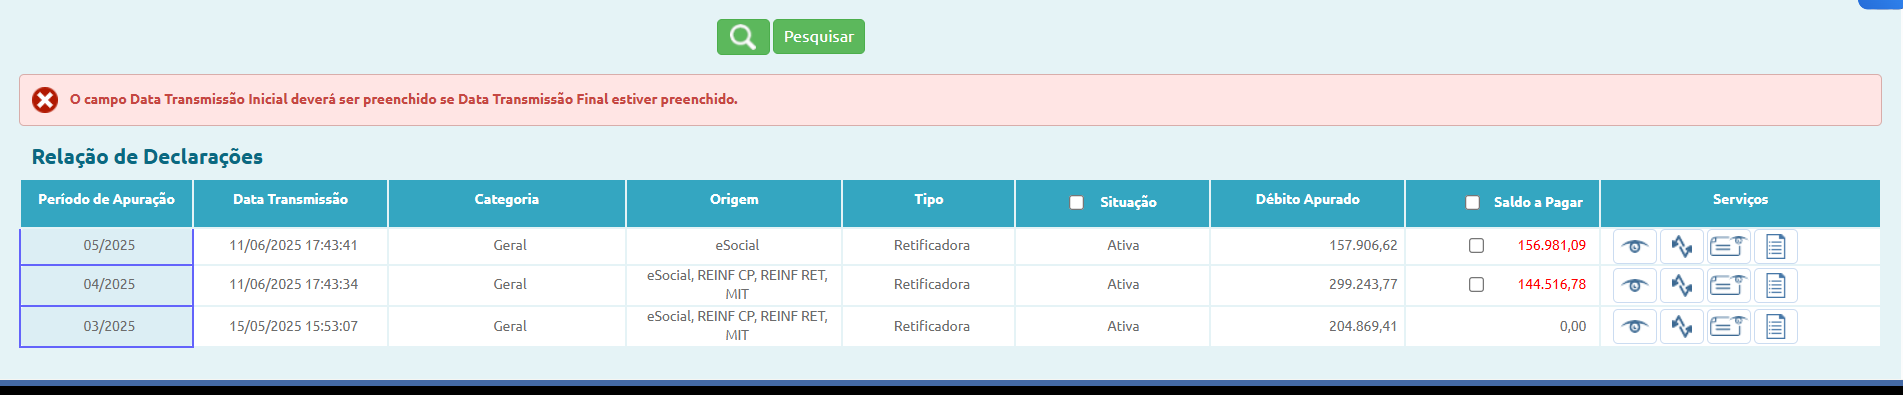 Pesquisar
O campo Data Transmissão Inicial deverá ser preenchido se Data Transmissão Final estiver preenchido.
Relação de Declarações
Período de Apuração Data Transmissão Categoria Origem Tipo Situação Débito Apurado Saldo a Pagar Serviços
05/2025 11/06/2025 17:43:41 Geral eSocial Retificadora Ativa 157.906,62 156.981,09
04/2025 11/06/2025 17:43:34 Geral eSocial, REINF CP, REINF RET, Retificadora Ativa 299.243,77 144.516,78
MIT
03/2025 15/05/2025 15:53:07 Geral eSocial, REINF CP, REINF RET, Retificadora Ativa 204.869,41 0,00
MIT